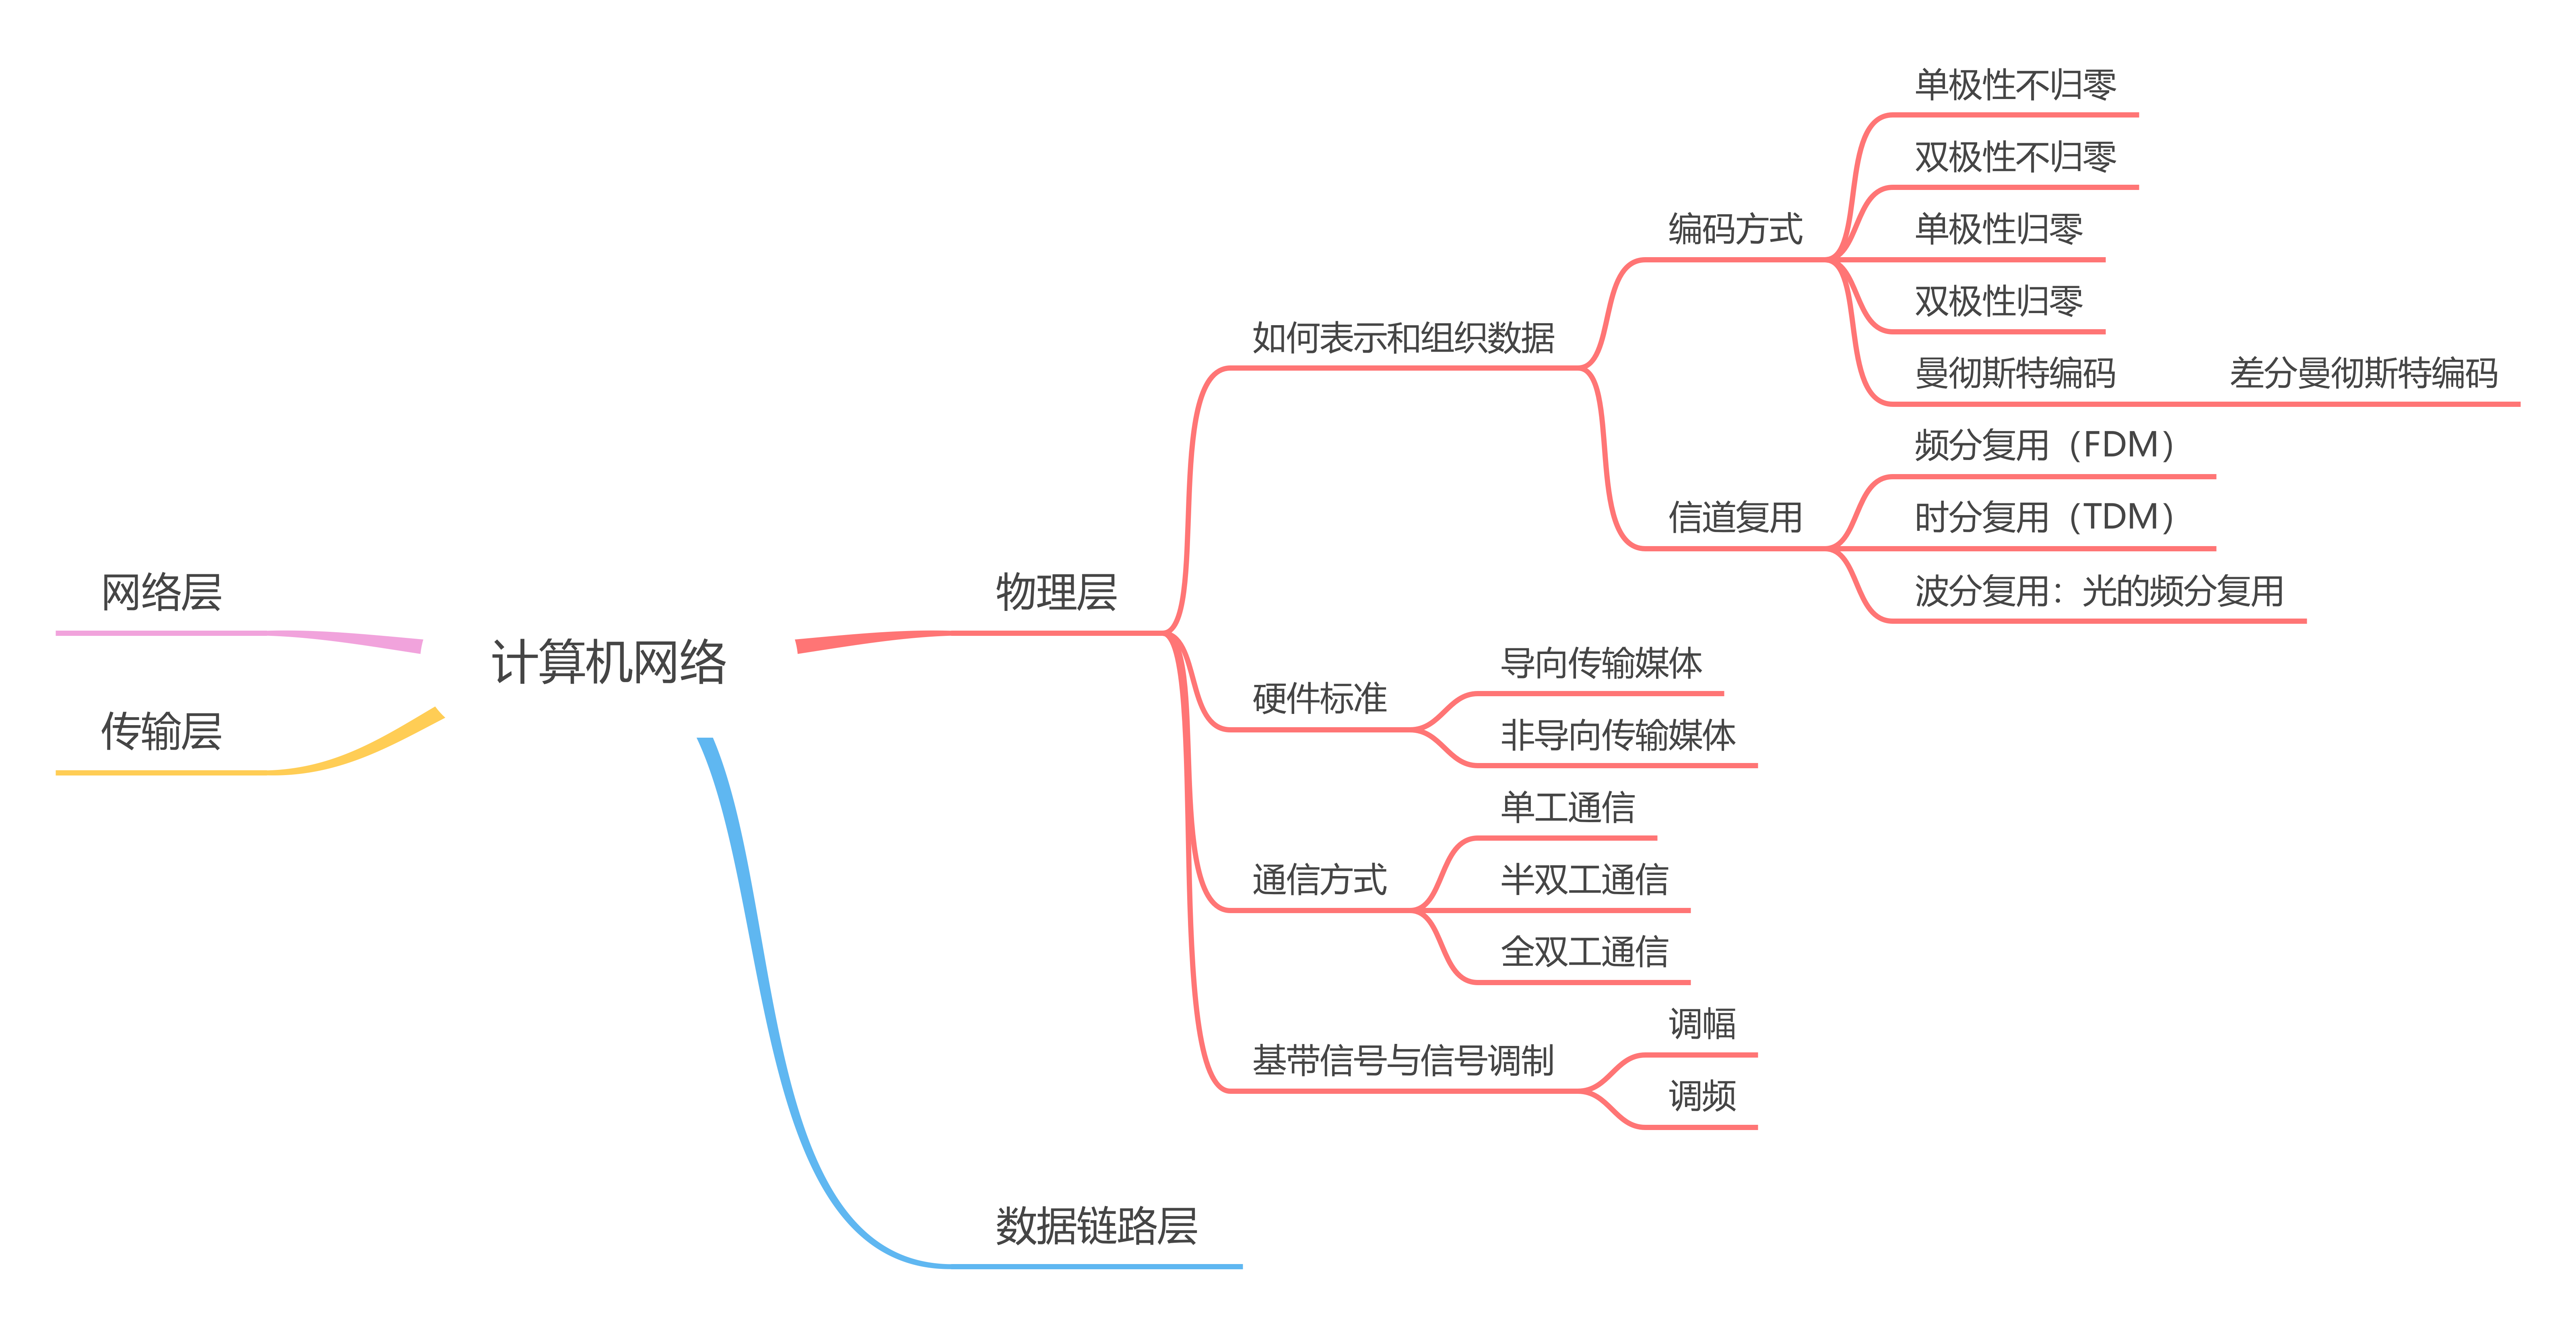 计算机网络
物理层
如何表示和组织数据
编码方式
单极性不归零
双极性不归零
单极性归零
双极性归零
曼彻斯特编码
差分曼彻斯特编码
信道复用
频分复用（FDM）
时分复用（TDM）
波分复用：光的频分复用
硬件标准
导向传输媒体
非导向传输媒体
通信方式
单工通信
半双工通信
全双工通信
基带信号与信号调制
调幅
调频
数据链路层
网络层
传输层